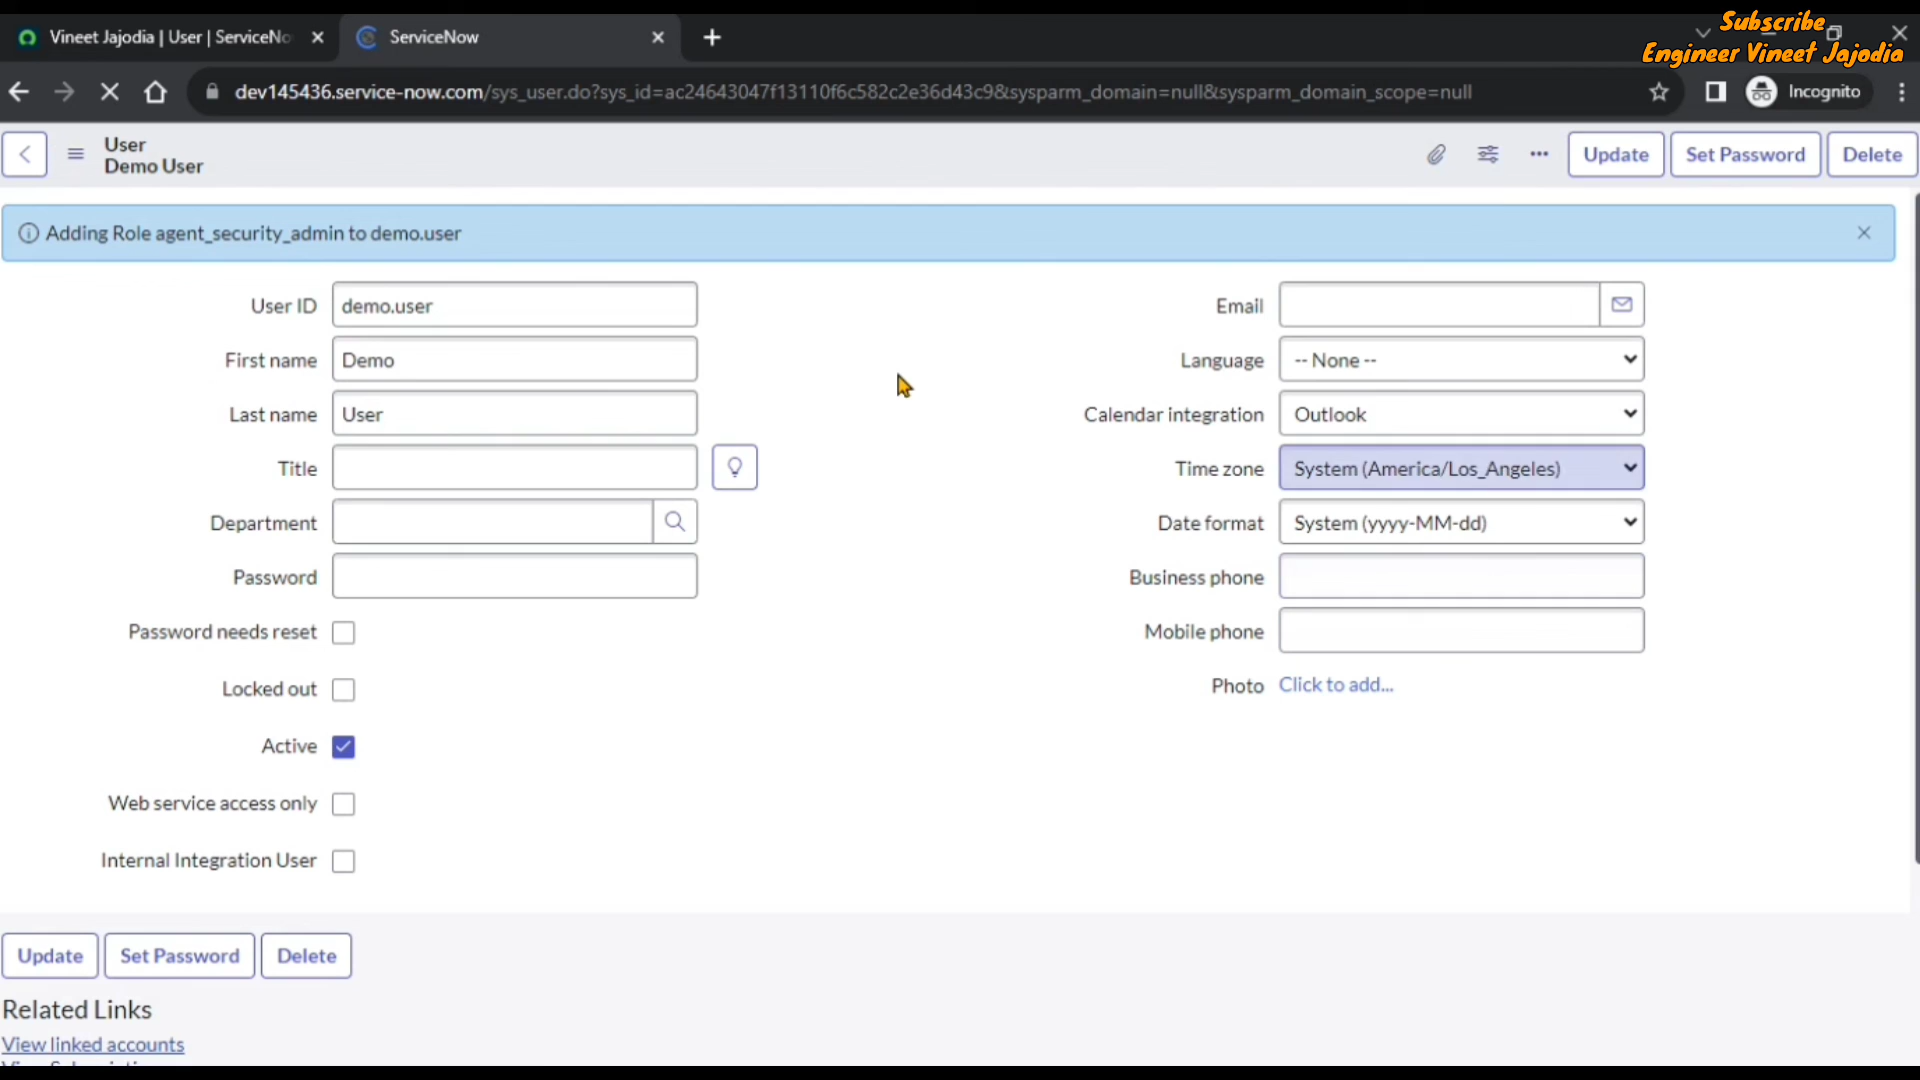 Subscribe
Engineer Vineet Jajodia
Vineet Jajodia | User | ServiceNo
ServiceNow
dev145436.service-now.com/sys_user.do?sys_id=ac24643047f13110f6c582c2e36d43c9&sysparm_domain=null&sysparm_domain_scope=null
Incognito
User
Demo User
Update
Set Password
Delete
Adding Role agent_security_admin to demo.user
User ID demo.user
First name Demo
Last name User
Title
Department
Password
Password needs reset
Locked out
Active
Web service access only
Internal Integration User
Email
Language -- None --
Calendar integration Outlook
Time zone System (America/Los_Angeles)
Date format System (yyyy-MM-dd)
Business phone
Mobile phone
Photo Click to add...
Update
Set Password
Delete
Related Links
View linked accounts